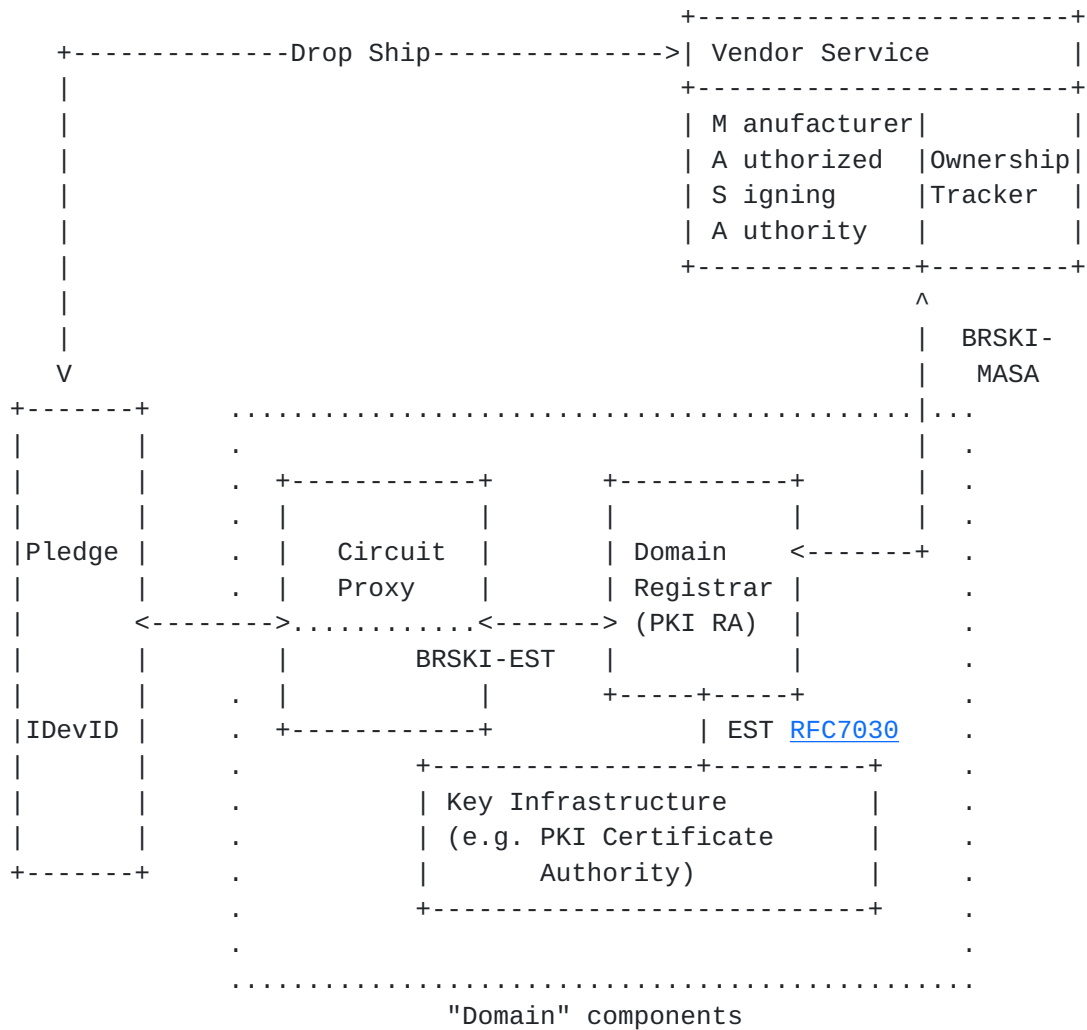 +------------------------+
+--------------Drop Ship--------------->| Vendor Service         |
|                                       +------------------------+
|                                       | M anufacturer|         |
|                                       | A uthorized  |Ownership|
|                                       | S igning     |Tracker  |
|                                       | A uthority   |         |
|                                       +--------------+---------+
|                                                      ^
|                                                      |  BRSKI-
V                                                      |   MASA
+-------+     ............................................|...
|       |     .                                           |  .
|       |     .  +------------+       +-----------+       |  .
|       |     .  |            |       |           |       |  .
|Pledge |     .  |   Circuit  |       | Domain    <-------+  .
|       |     .  |   Proxy    |       | Registrar |          .
|       <-------->............<-------> (PKI RA)  |          .
|       |        |        BRSKI-EST   |           |          .
|       |     .  |            |       +-----+-----+          .
|IDevID |     .  +------------+             | EST RFC7030    .
|       |     .           +-----------------+----------+     .
|       |     .           | Key Infrastructure         |     .
|       |     .           | (e.g. PKI Certificate      |     .
+-------+     .           |       Authority)           |     .
.           +----------------------------+     .
.                                              .
................................................
"Domain" components